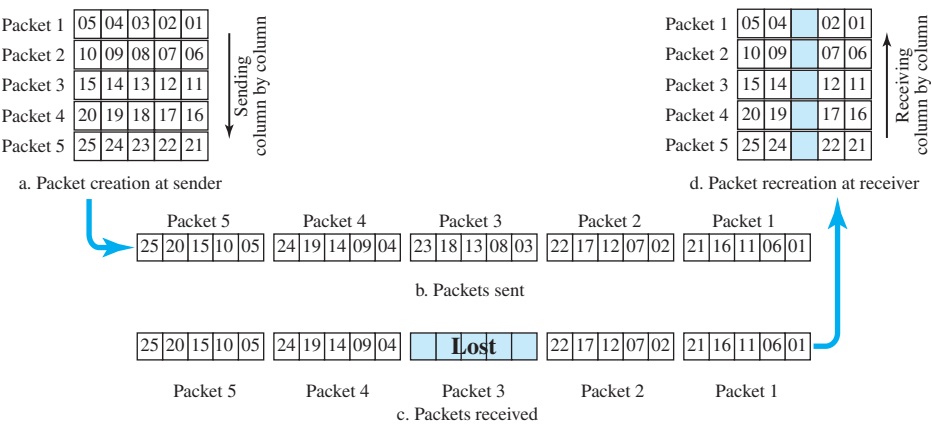 Packet 1 05 04 03 02 01
Packet 2 10 09 08 07 06
Packet 3 15 14 13 12 11
Packet 4 20 19 18 17 16
Packet 5 25 24 23 22 21
Sending
column by column
a. Packet creation at sender
Packet 1 05 04 02 01
Packet 2 10 09 07 06
Packet 3 15 14 12 11
Packet 4 20 19 17 16
Packet 5 25 24 22 21
Receiving
column by column
d. Packet recreation at receiver
Packet 5 Packet 4 Packet 3 Packet 2 Packet 1
25 20 15 10 05 24 19 14 09 04 23 18 13 08 03 22 17 12 07 02 21 16 11 06 01
b. Packets sent
25 20 15 10 05 24 19 14 09 04 Lost 22 17 12 07 02 21 16 11 06 01
Packet 5 Packet 4 Packet 3 Packet 2 Packet 1
c. Packets received